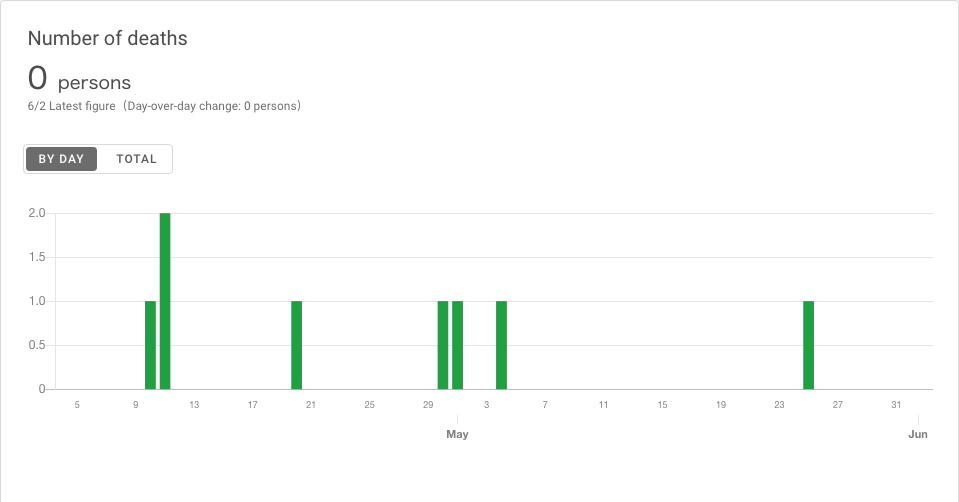 Number of deaths
0 persons
6/2 Latest figure (Day-over-day change: 0 persons)
BY DAY TOTAL
2.0
1.5
1.0
0.5
0
5 9 13 17 21 25 29 3 7 11 15 19 23 27 31
May Jun